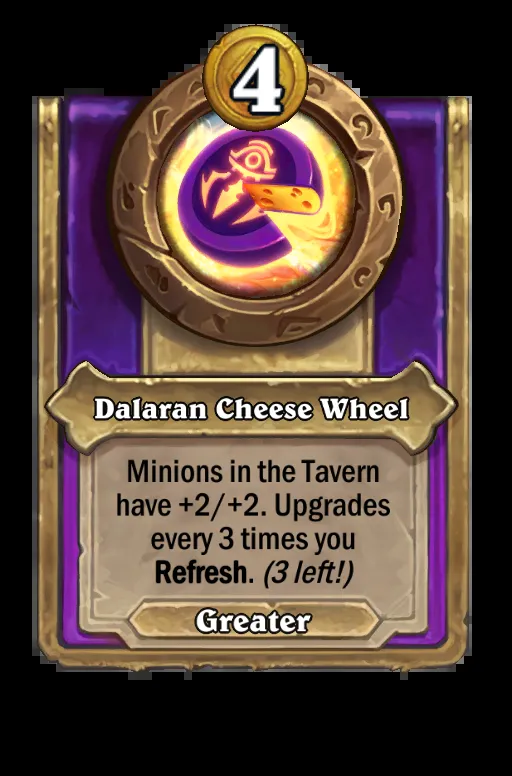 4
Dalaran Cheese Wheel
Minions in the Tavern
have +2/+2. Upgrades
every 3 times you
Refresh. (3 left!)
Greater